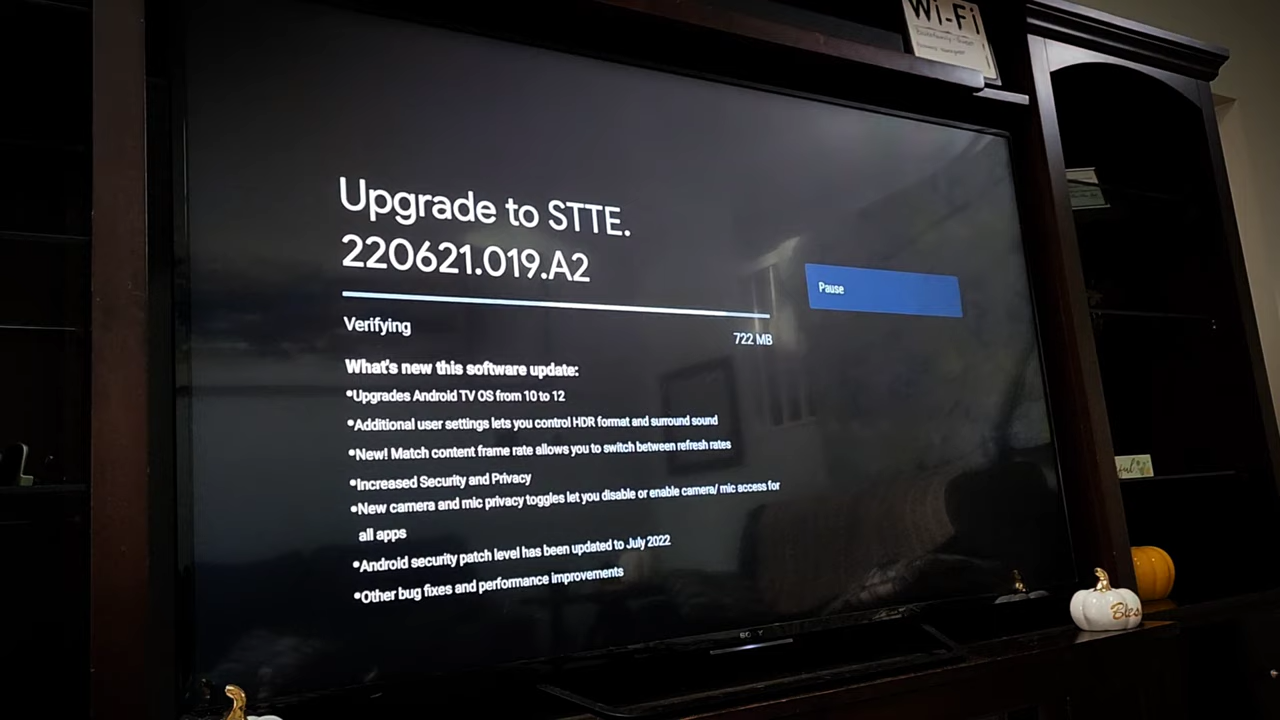 Wi-Fi
Upgrade to STTE.
220621.019.A2
Pause
Verifying
722 MB
What's new this software update:
•Upgrades Android TV OS from 10 to 12
•Additional user settings lets you control HDR format and surround sound
•New! Match content frame rate allows you to switch between refresh rates
•Increased Security and Privacy
•New camera and mic privacy toggles let you disable or enable camera/ mic access for
all apps
•Android security patch level has been updated to July 2022
•Other bug fixes and performance improvements
SONY
Bles